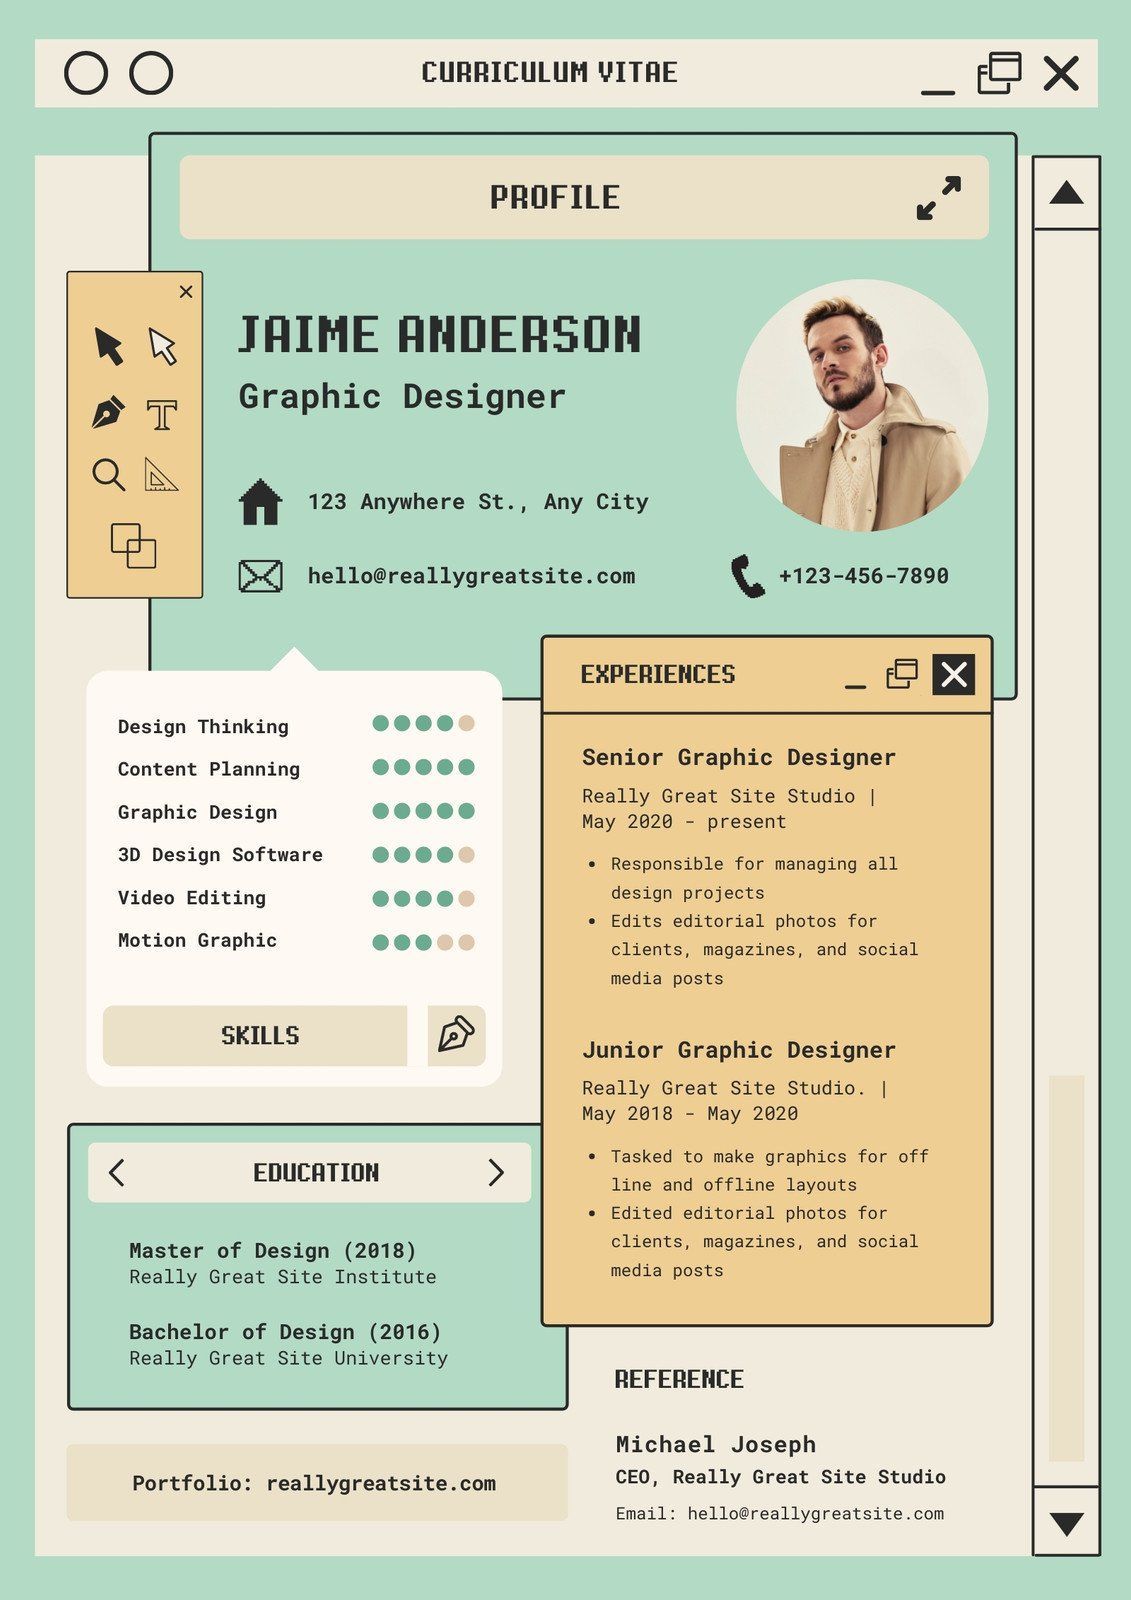 CURRICULUM VITAE
PROFILE
JAIME ANDERSON
Graphic Designer
123 Anywhere St., Any City
hello@reallygreatsite.com
+123-456-7890
Design Thinking
Content Planning
Graphic Design
3D Design Software
Video Editing
Motion Graphic
SKILLS
EXPERIENCES
Senior Graphic Designer
Really Great Site Studio |
May 2020 - present
• Responsible for managing all
design projects
• Edits editorial photos for
clients, magazines, and social
media posts
Junior Graphic Designer
Really Great Site Studio. |
May 2018 - May 2020
• Tasked to make graphics for off
line and offline layouts
• Edited editorial photos for
clients, magazines, and social
media posts
EDUCATION
Master of Design (2018)
Really Great Site Institute
Bachelor of Design (2016)
Really Great Site University
Portfolio: reallygreatsite.com
REFERENCE
Michael Joseph
CEO, Really Great Site Studio
Email: hello@reallygreatsite.com